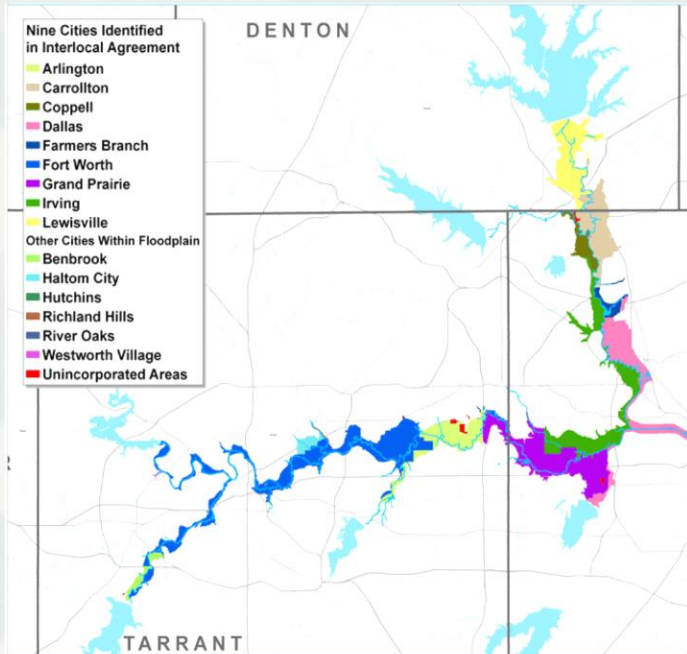 DENTON
Nine Cities Identified
in Interlocal Agreement
Arlington
Carrollton
Coppell
Dallas
Farmers Branch
Fort Worth
Grand Prairie
Irving
Lewisville
Other Cities Within Floodplain
Benbrook
Haltom City
Hutchins
Richland Hills
River Oaks
Westworth Village
Unincorporated Areas
TARRANT